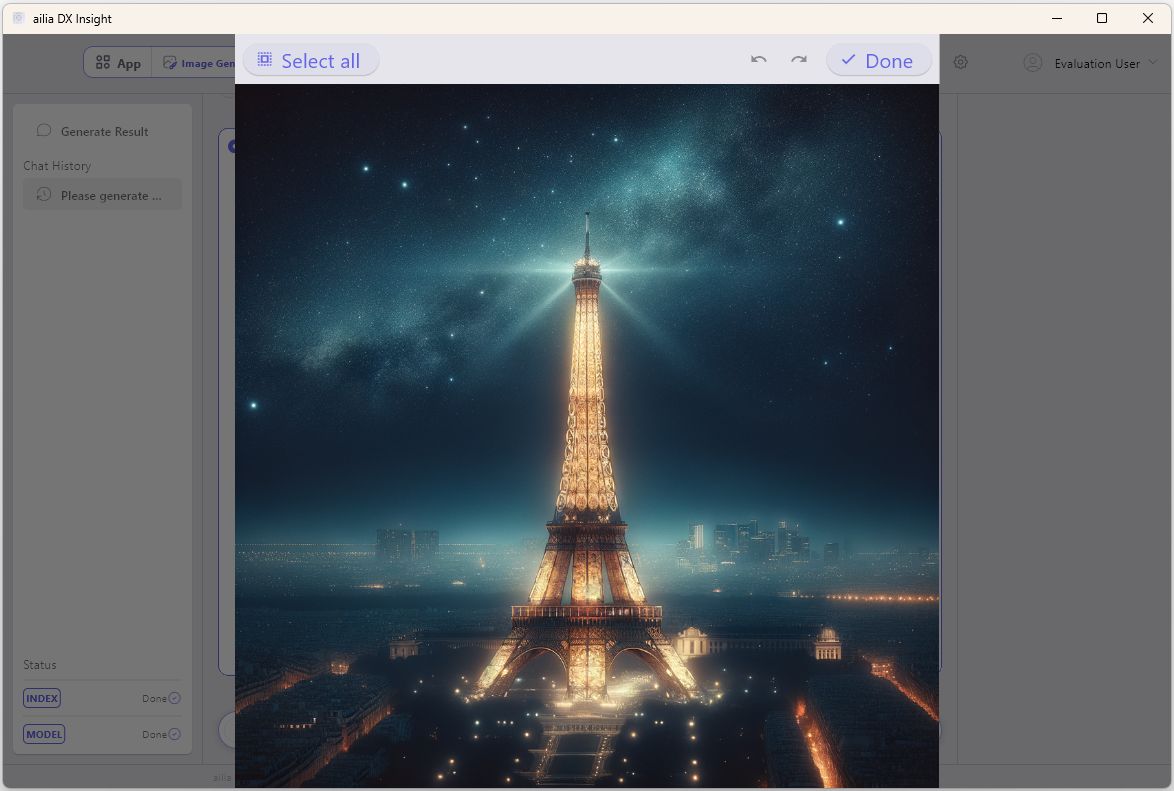 ailia DX Insight
App
Image Gen
Select all
Done
Evaluation User
Generate Result
Chat History
Please generate ...
Status
INDEX
Done
MODEL
Done
ailia